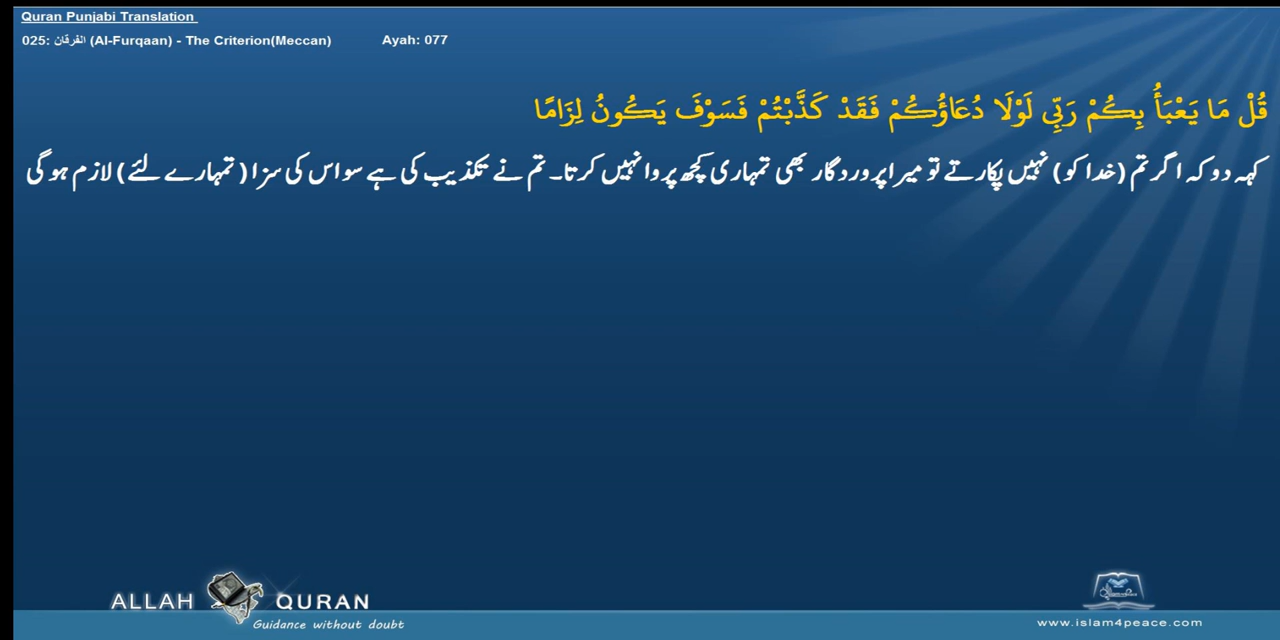 Quran Punjabi Translation
025: الفرقان (Al-Furqaan) - The Criterion(Meccan) Ayah: 077
قُلْ مَا يَعْبَأُ بِكُمْ رَبِّي لَوْلَا دُعَاؤُكُمْ فَقَدْ كَذَّبْتُمْ فَسَوْفَ يَكُونُ لِزَامًا
کہہ دو کہ اگر تم (خدا کو) نہیں پکارتے تو میرا پروردگار بھی تمہاری کچھ پروا نہیں کرتا۔ تم نے تکذیب کی ہے سو اس کی سزا (تمہارے لئے) لازم ہوگی
ALLAH QURAN
Guidance without doubt
www.islam4peace.com